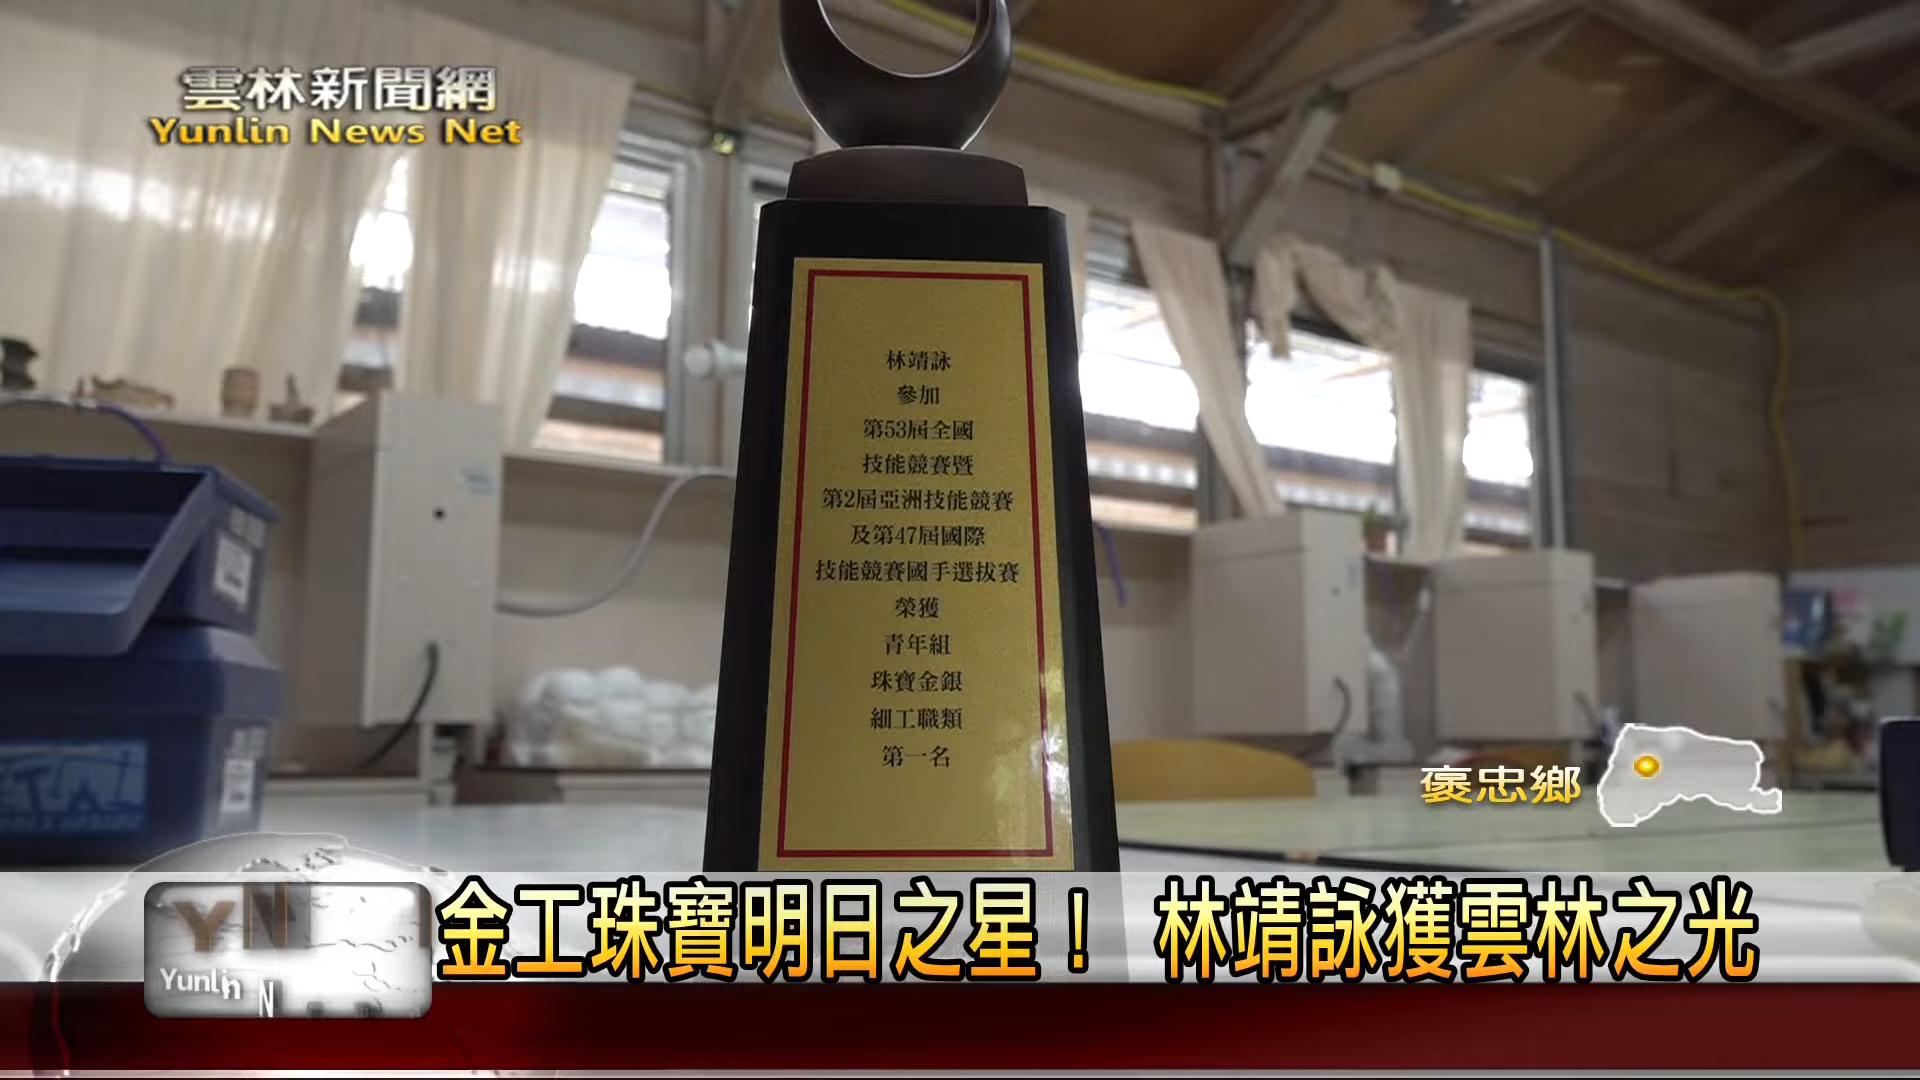 雲林新聞網
Yunlin News Net
林靖詠
參加
第53屆全國
技能競賽暨
第2屆亞洲技能競賽
及第47屆國際
技能競賽國手選拔賽
榮獲
青年組
珠寶金銀
細工職類
第一名
褒忠鄉
YN
Yunlin N
金工珠寶明日之星! 林靖詠獲雲林之光